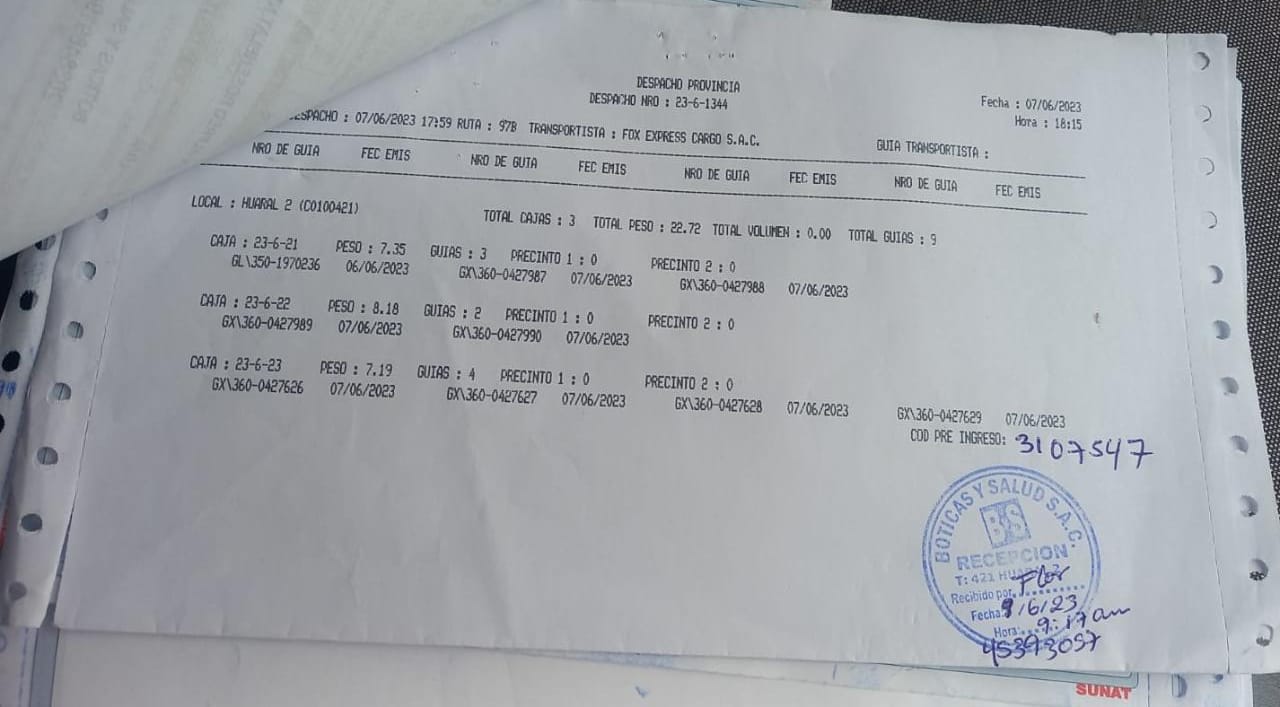 DESPACHO PROVINCIA
DESPACHO NRO : 23-6-1344
Fecha : 07/06/2023
Hora : 18:15
DESPACHO : 07/06/2023 17:59 RUTA : 97B TRANSPORTISTA : FOX EXPRESS CARGO S.A.C.
GUIA TRANSPORTISTA :
NRO DE GUIA FEC EMIS NRO DE GUIA FEC EMIS NRO DE GUIA FEC EMIS NRO DE GUIA FEC EMIS
LOCAL : HUARAL 2 (C0100421) TOTAL CAJAS : 3 TOTAL PESO : 22.72 TOTAL VOLUMEN : 0.00 TOTAL GUIAS : 9
CAJA : 23-6-21 PESO : 7.35 GUIAS : 3 PRECINTO 1 : 0 PRECINTO 2 : 0
GL\350-1970236 06/06/2023 GX\360-0427987 07/06/2023 GX\360-0427988 07/06/2023
CAJA : 23-6-22 PESO : 8.18 GUIAS : 2 PRECINTO 1 : 0 PRECINTO 2 : 0
GX\360-0427989 07/06/2023 GX\360-0427990 07/06/2023
CAJA : 23-6-23 PESO : 7.19 GUIAS : 4 PRECINTO 1 : 0 PRECINTO 2 : 0
GX\360-0427626 07/06/2023 GX\360-0427627 07/06/2023 GX\360-0427628 07/06/2023 GX\360-0427629 07/06/2023
COD PRE INGRESO: 3107547
BOTICAS Y SALUD S.A.C.
BS
RECEPCION
T: 421 HUARAL 2
Recibido por Flor
Fecha: 9/6/23
Hora: 9:17 am
45393057
SUNAT